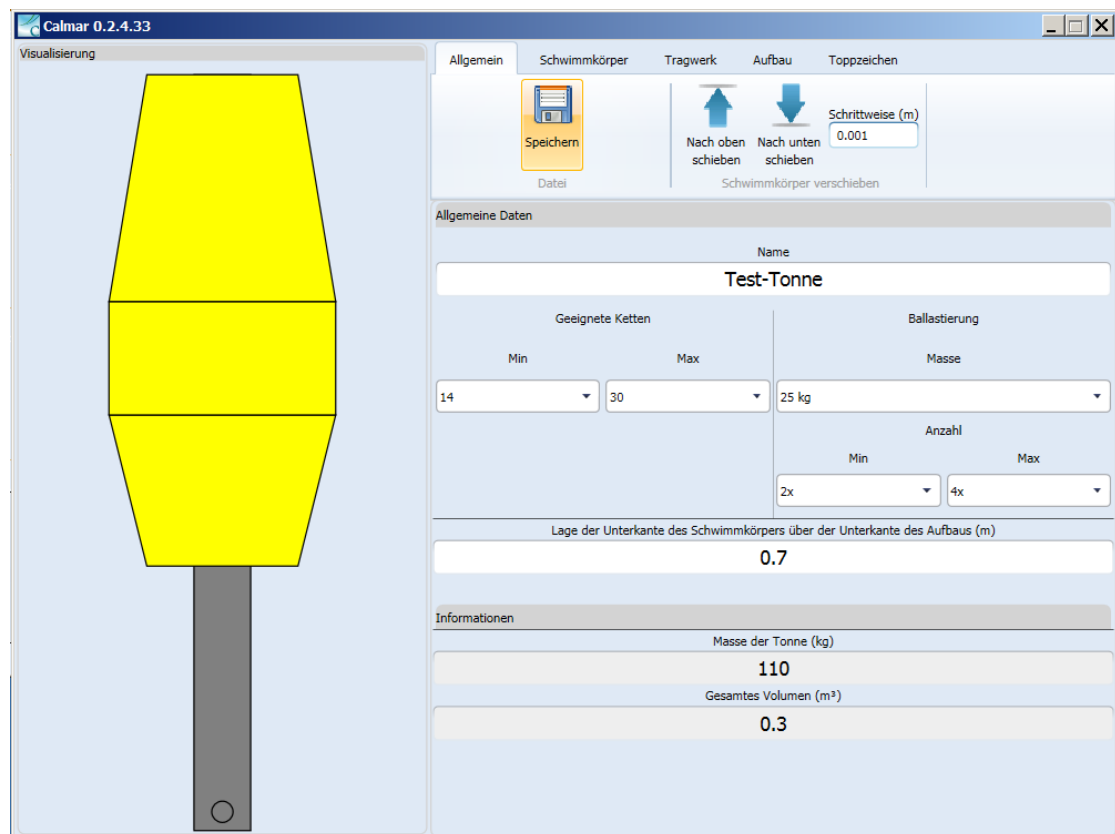 Calmar 0.2.4.33
Visualisierung
Allgemein Schwimmkörper Tragwerk Aufbau Toppzeichen
Speichern
Datei
Nach oben schieben
Nach unten schieben
Schrittweise (m)
0.001
Schwimmkörper verschieben
Allgemeine Daten
Name
Test-Tonne
Geeignete Ketten
Min Max
14 30
Ballastierung
Masse
25 kg
Anzahl
Min Max
2x 4x
Lage der Unterkante des Schwimmkörpers über der Unterkante des Aufbaus (m)
0.7
Informationen
Masse der Tonne (kg)
110
Gesamtes Volumen (m³)
0.3